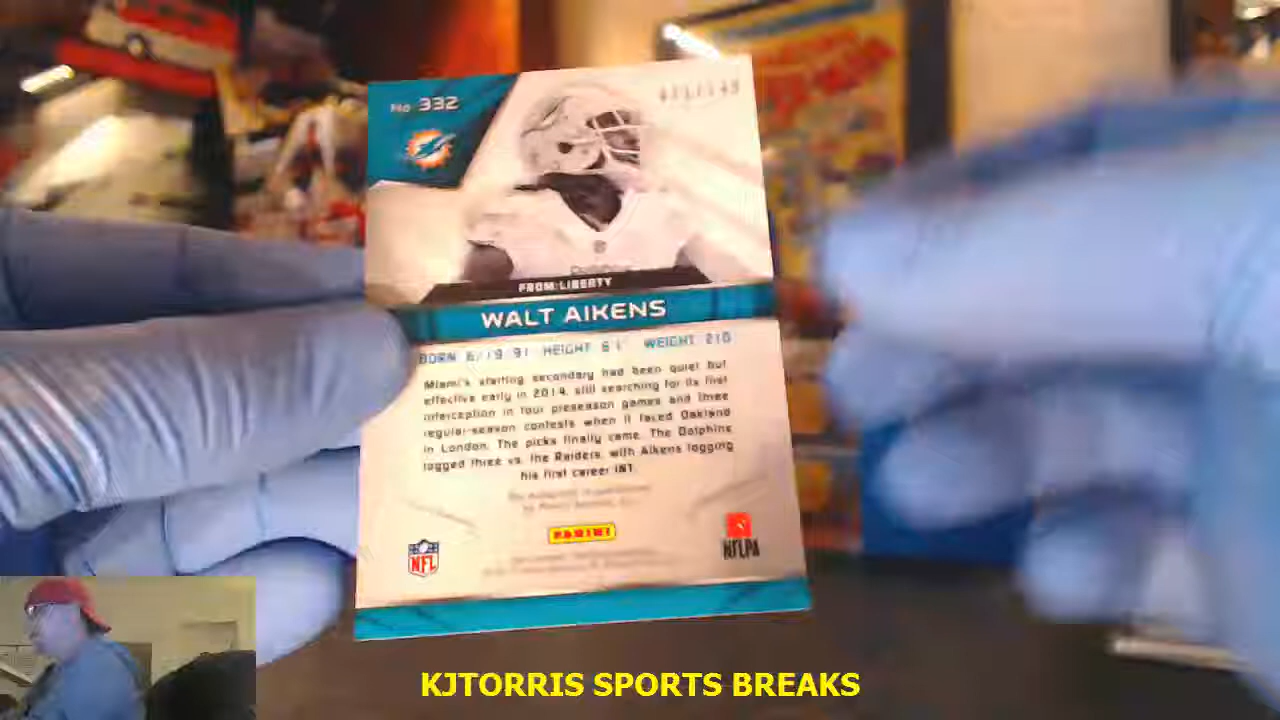 No. 332
FROM: LIBERTY
WALT AIKENS
BORN 6/19/91 HEIGHT 6'1" WEIGHT 210
Miami's starting secondary had been quiet but
effective early in 2014, still searching for its first
interception in four preseason games and three
regular-season contests when it faced Oakland
in London. The picks finally came. The Dolphins
logged three vs. the Raiders, with Aikens logging
his first career INT.
PANINI
NFL
NFLPA
KJTORRIS SPORTS BREAKS